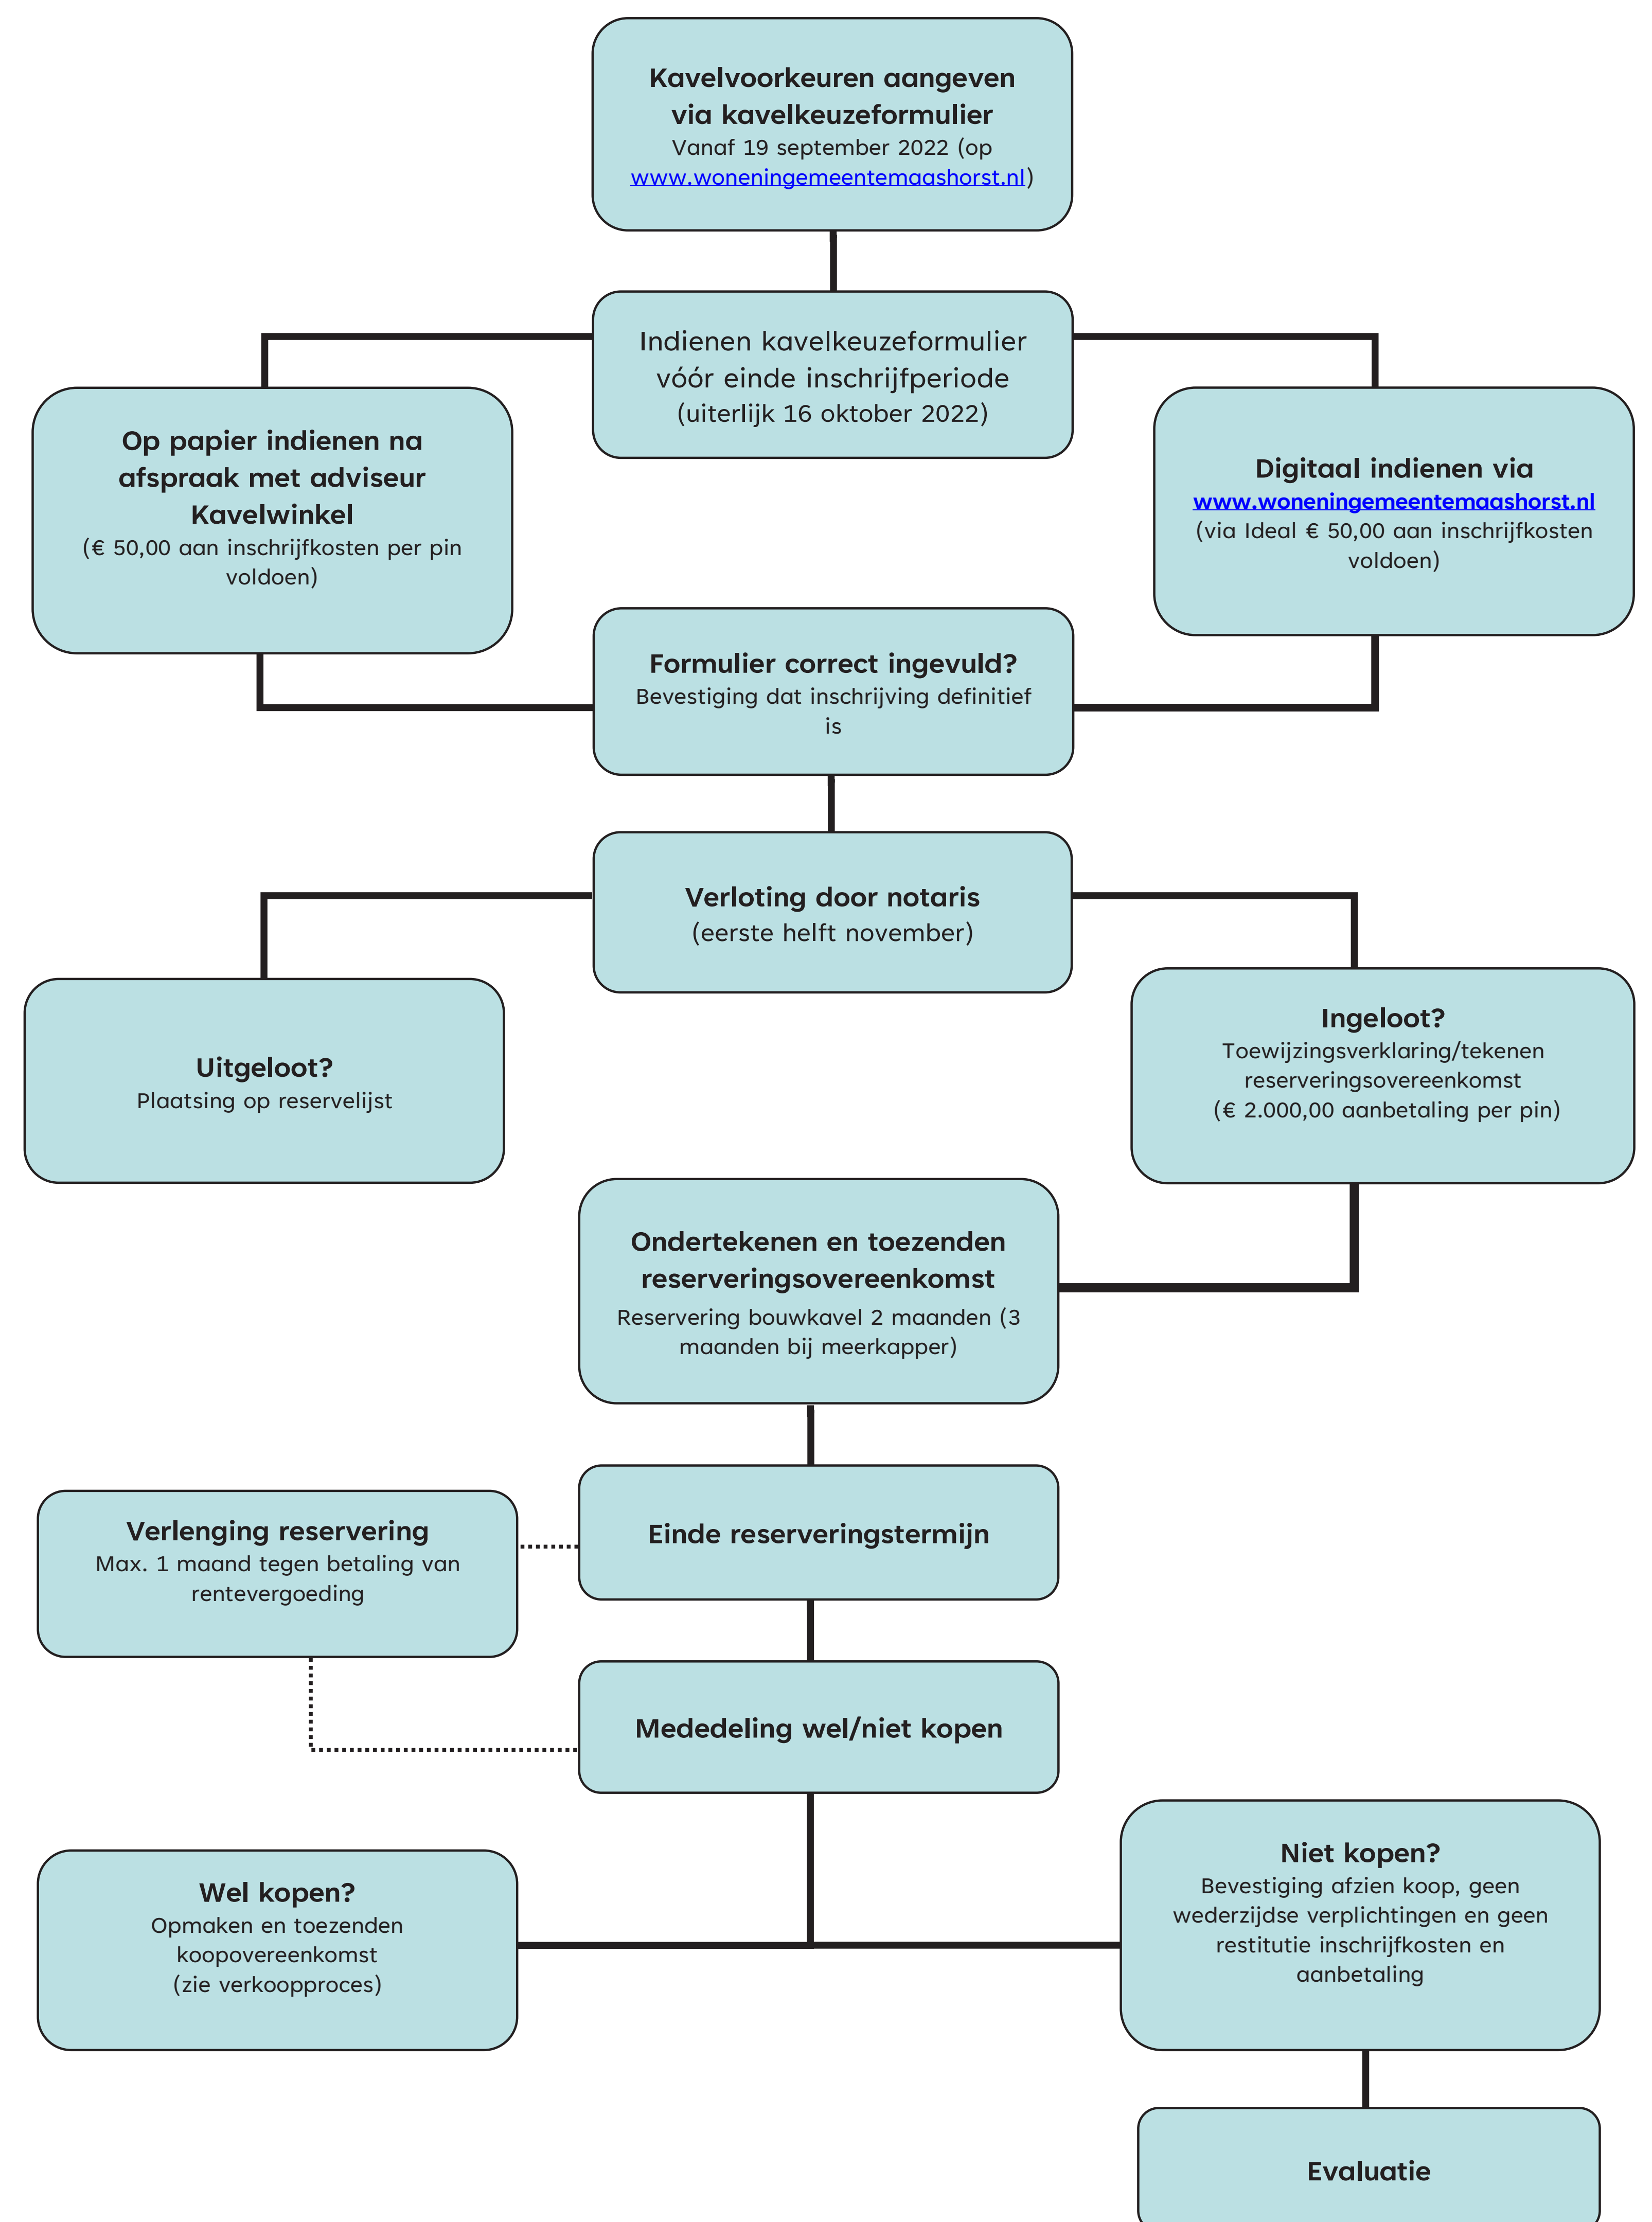 Kavelvoorkeuren aangeven
via kavelkeuzeformulier
Vanaf 19 september 2022 (op
www.woneningemeentemaashorst.nl)
Indienen kavelkeuzeformulier
vóór einde inschrijfperiode
(uiterlijk 16 oktober 2022)
Op papier indienen na
afspraak met adviseur
Kavelwinkel
(€ 50,00 aan inschrijfkosten per pin
voldoen)
Digitaal indienen via
www.woneningemeentemaashorst.nl
(via Ideal € 50,00 aan inschrijfkosten
voldoen)
Formulier correct ingevuld?
Bevestiging dat inschrijving definitief
is
Verloting door notaris
(eerste helft november)
Uitgeloot?
Plaatsing op reservelijst
Ingeloot?
Toewijzingsverklaring/tekenen
reserveringsovereenkomst
(€ 2.000,00 aanbetaling per pin)
Ondertekenen en toezenden
reserveringsovereenkomst
Reservering bouwkavel 2 maanden (3
maanden bij meerkapper)
Einde reserveringstermijn
Verlenging reservering
Max. 1 maand tegen betaling van
rentevergoeding
Mededeling wel/niet kopen
Wel kopen?
Opmaken en toezenden
koopovereenkomst
(zie verkoopproces)
Niet kopen?
Bevestiging afzien koop, geen
wederzijdse verplichtingen en geen
restitutie inschrijfkosten en
aanbetaling
Evaluatie